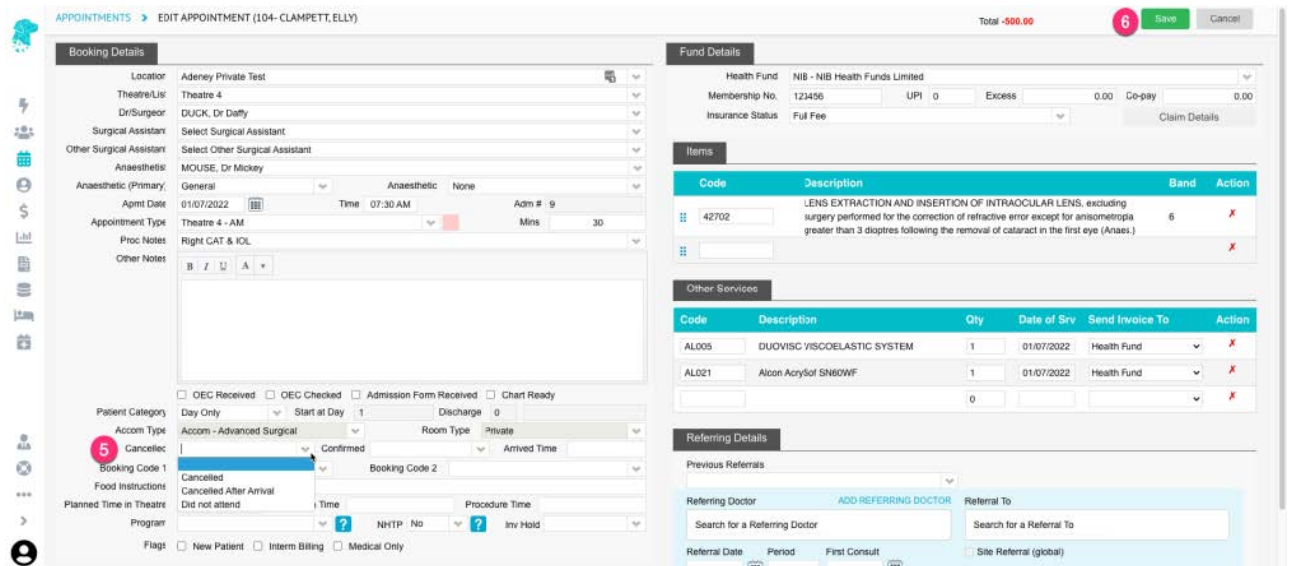 APPOINTMENTS > EDIT APPOINTMENT (104- CLAMPETT, ELLY)
Total -500.00
6
Save
Cancel
Booking Details
Location Adeney Private Test
Theatre/List Theatre 4
Dr/Surgeon DUCK, Dr Daffy
Surgical Assistant Select Surgical Assistant
Other Surgical Assistant Select Other Surgical Assistant
Anaesthetist MOUSE, Dr Mickey
Anaesthetic (Primary) General Anaesthetic None
Apmt Date 01/07/2022 Time 07:30 AM Adm # 9
Appointment Type Theatre 4 - AM Mins 30
Proc Notes Right CAT & IOL
Other Notes
B I U A
OEC Received OEC Checked Admission Form Received Chart Ready
Patient Category Day Only Start at Day 1 Discharge 0
Accom Type Accom - Advanced Surgical Room Type Private
5 Cancelled Confirmed Arrived Time
Booking Code 1 Booking Code 2
Cancelled
Cancelled After Arrival
Did not attend
Food Instructions
Planned Time in Theatre Time Procedure Time
Program ? NHTP No ? Inv Hold
Flags New Patient Interm Billing Medical Only
Fund Details
Health Fund NIB - NIB Health Funds Limited
Membership No. 123456 UPI 0 Excess 0.00 Co-pay 0.00
Insurance Status Full Fee Claim Details
Items
Code Description Band Action
42702 LENS EXTRACTION AND INSERTION OF INTRAOCULAR LENS, excluding
surgery performed for the correction of refractive error except for anisometropia 6 ✗
greater than 3 dioptres following the removal of cataract in the first eye (Anaes.)
✗
Other Services
Code Description Qty Date of Srv Send Invoice To Action
AL005 DUOVISC VISCOELASTIC SYSTEM 1 01/07/2022 Health Fund ✗
AL021 Alcon AcrySof SN60WF 1 01/07/2022 Health Fund ✗
0 ✗
Referring Details
Previous Referrals
Referring Doctor ADD REFERRING DOCTOR Referral To
Search for a Referring Doctor Search for a Referral To
Referral Date Period First Consult Site Referral (global)